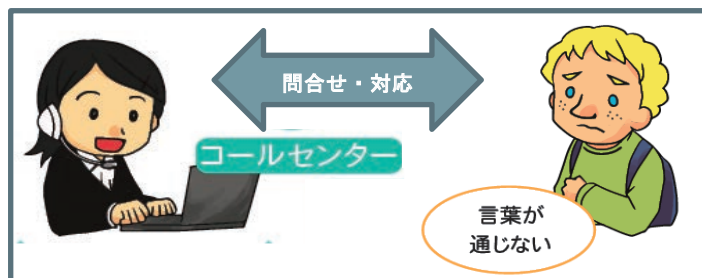 問合せ・対応
コールセンター
言葉が
通じない